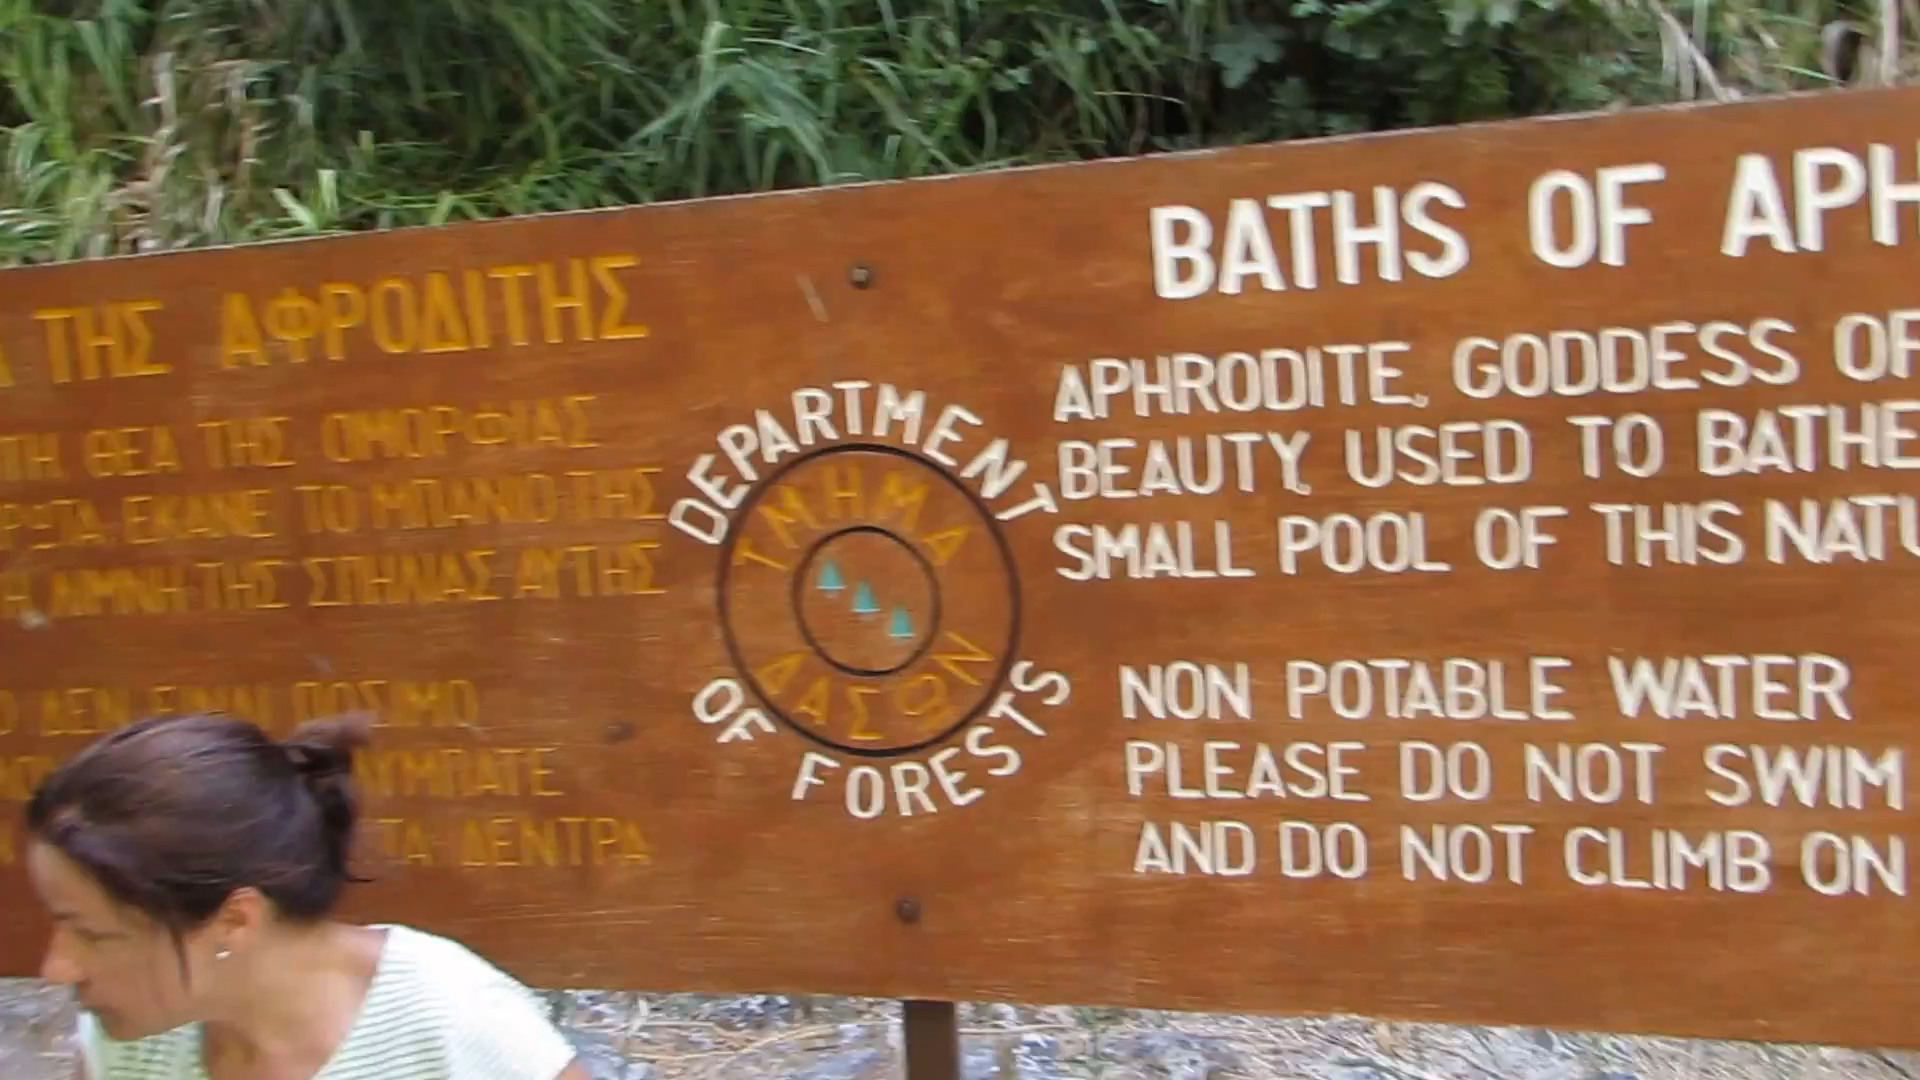 ΤΗΣ ΑΦΡΟΔΙΤΗΣ
ΘΕΑ ΤΗΣ ΟΜΟΡΦΙΑΣ
ΕΚΑΝΕ ΤΟ ΜΠΑΝΙΟ ΤΗΣ
ΛΙΜΝΗ ΤΗΣ ΣΠΗΛΙΑΣ ΑΥΤΗΣ
ΔΕΝ ΕΙΝΑΙ ΠΟΣΙΜΟ
ΤΑ ΔΕΝΤΡΑ
DEPARTMENT
ΤΜΗΜΑ
ΔΑΣΩΝ
OF FORESTS
BATHS OF APH
APHRODITE, GODDESS OF
BEAUTY, USED TO BATHE
SMALL POOL OF THIS NATU
NON POTABLE WATER
PLEASE DO NOT SWIM
AND DO NOT CLIMB ON